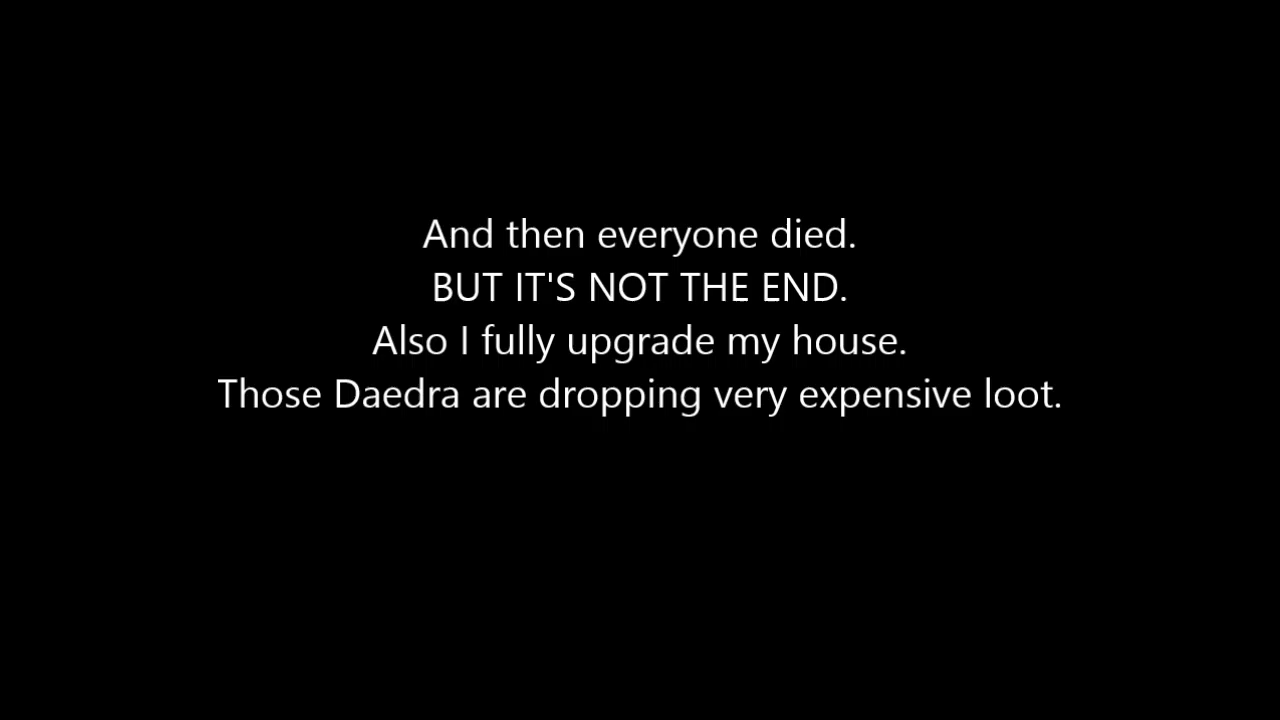 And then everyone died.
BUT IT'S NOT THE END.
Also I fully upgrade my house.
Those Daedra are dropping very expensive loot.